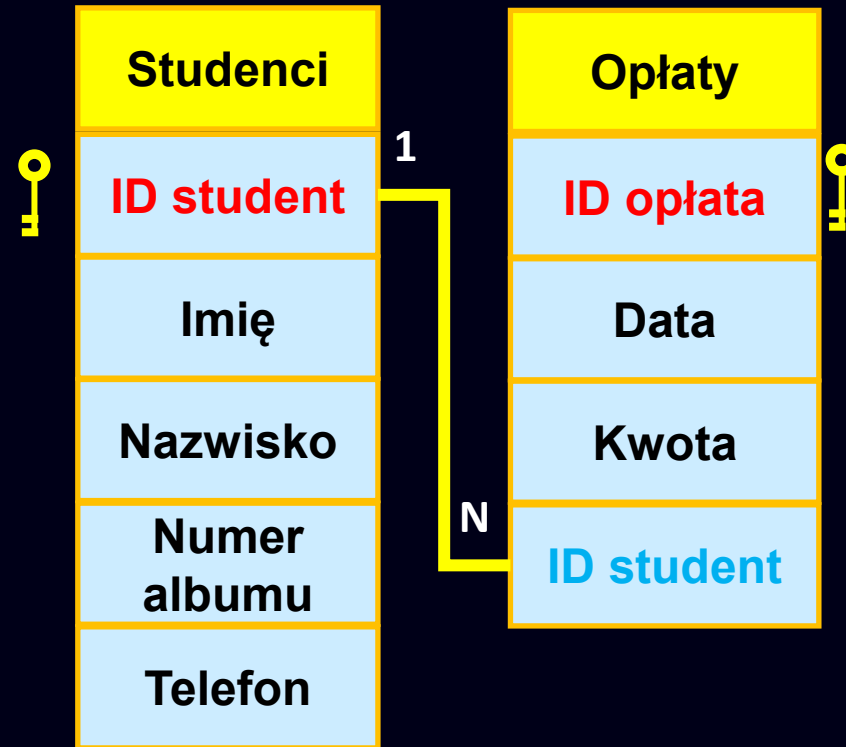 Studenci
ID student
Imię
Nazwisko
Numer
albumu
Telefon
1
N
Opłaty
ID opłata
Data
Kwota
ID student